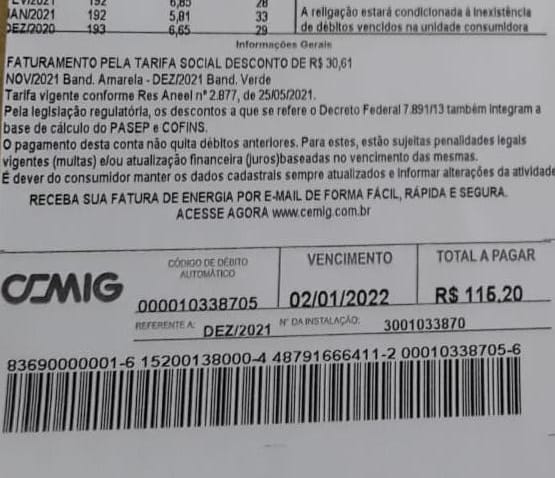 192 6,85 28
JAN/2021 192 5,81 33
DEZ/2020 193 6,65 29
A religação estará condicionada à inexistência
de débitos vencidos na unidade consumidora
Informações Gerais
FATURAMENTO PELA TARIFA SOCIAL DESCONTO DE R$ 30,61
NOV/2021 Band. Amarela - DEZ/2021 Band. Verde
Tarifa vigente conforme Res Aneel nº 2.877, de 25/05/2021.
Pela legislação regulatória, os descontos a que se refere o Decreto Federal 7.891/13 também integram a
base de cálculo do PASEP e COFINS.
O pagamento desta conta não quita débitos anteriores. Para estes, estão sujeitas penalidades legais
vigentes (multas) e/ou atualização financeira (juros)baseadas no vencimento das mesmas.
É dever do consumidor manter os dados cadastrais sempre atualizados e informar alterações da atividade
RECEBA SUA FATURA DE ENERGIA POR E-MAIL DE FORMA FÁCIL, RÁPIDA E SEGURA.
ACESSE AGORA www.cemig.com.br
CEMIG
CÓDIGO DE DÉBITO
AUTOMÁTICO
000010338705
VENCIMENTO
02/01/2022
TOTAL A PAGAR
R$ 116,20
REFERENTE A: DEZ/2021 Nº DA INSTALAÇÃO: 3001033870
83690000001-6 15200138000-4 48791666411-2 00010338705-6